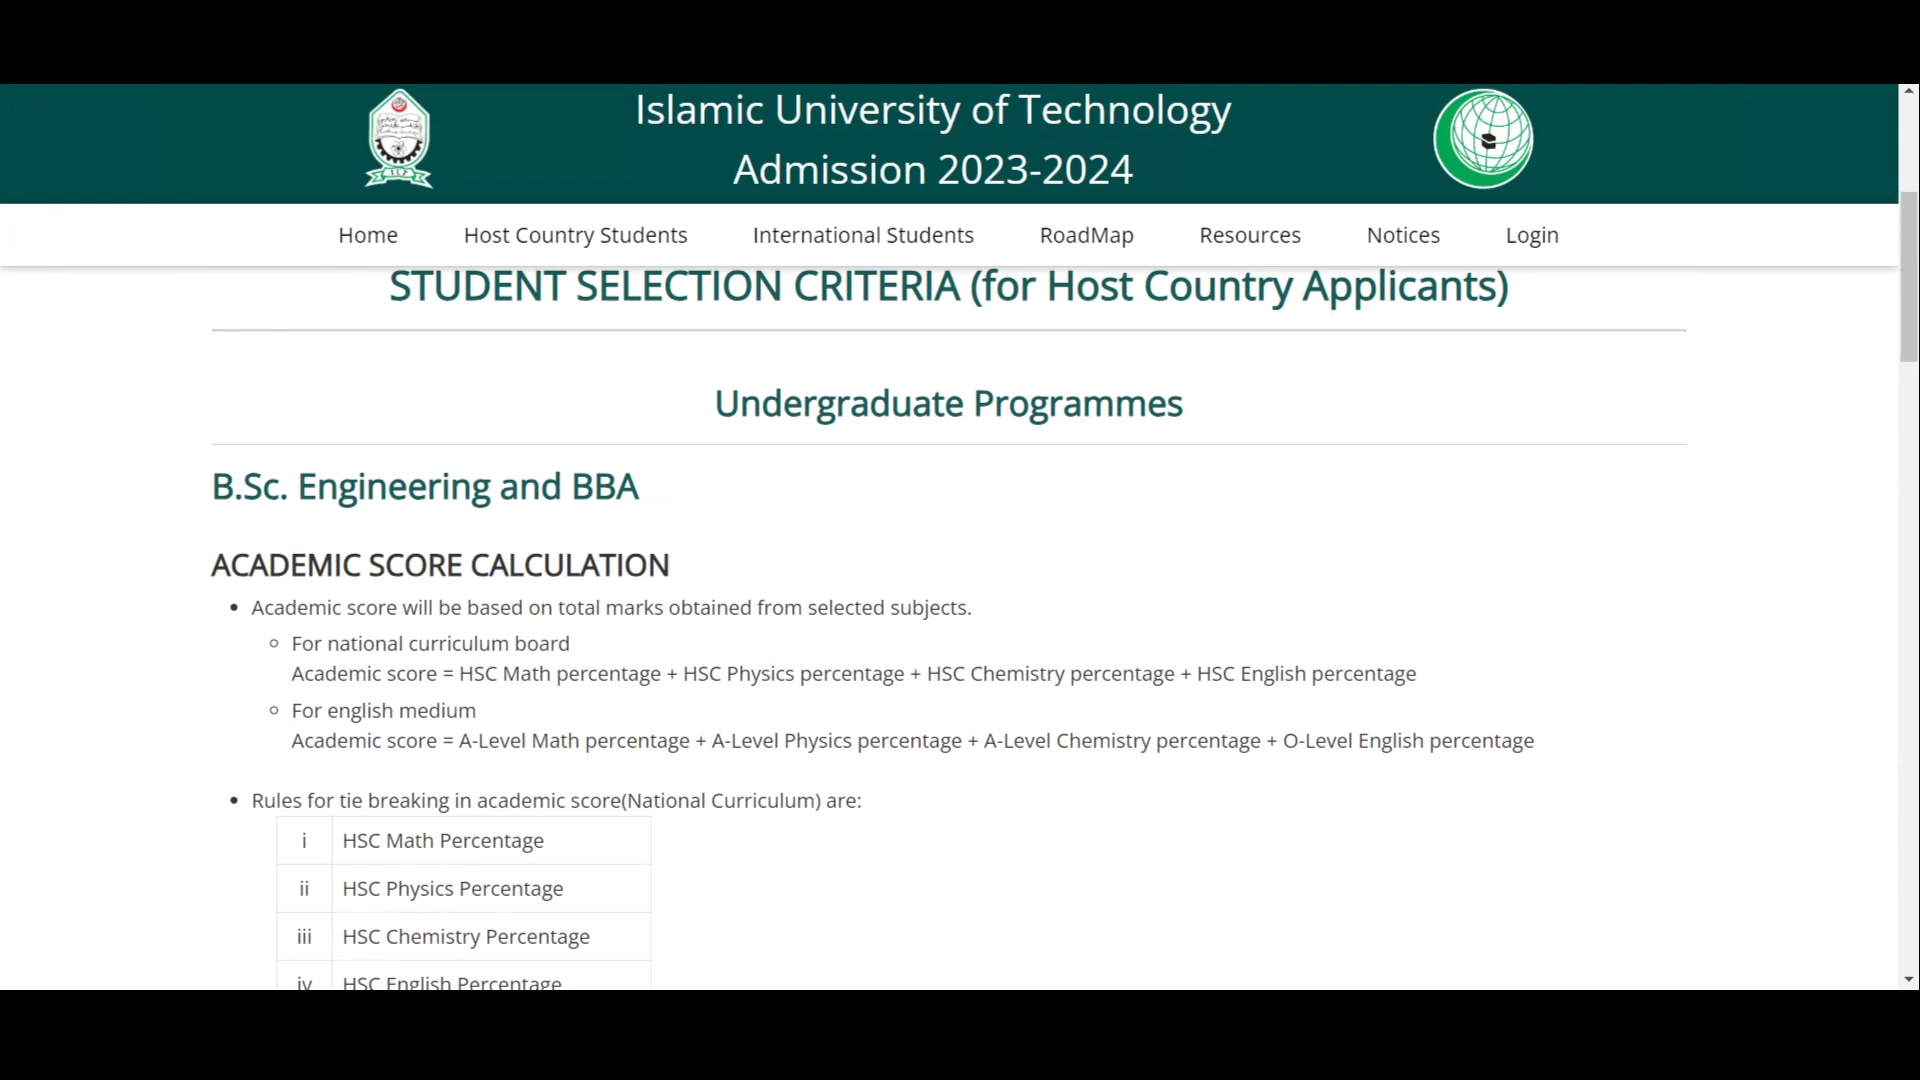 Islamic University of Technology
Admission 2023-2024
Home Host Country Students International Students RoadMap Resources Notices Login
STUDENT SELECTION CRITERIA (for Host Country Applicants)
Undergraduate Programmes
B.Sc. Engineering and BBA
ACADEMIC SCORE CALCULATION
Academic score will be based on total marks obtained from selected subjects.
For national curriculum board
Academic score = HSC Math percentage + HSC Physics percentage + HSC Chemistry percentage + HSC English percentage
For english medium
Academic score = A-Level Math percentage + A-Level Physics percentage + A-Level Chemistry percentage + O-Level English percentage
Rules for tie breaking in academic score(National Curriculum) are:
i HSC Math Percentage
ii HSC Physics Percentage
iii HSC Chemistry Percentage
iv HSC English Percentage